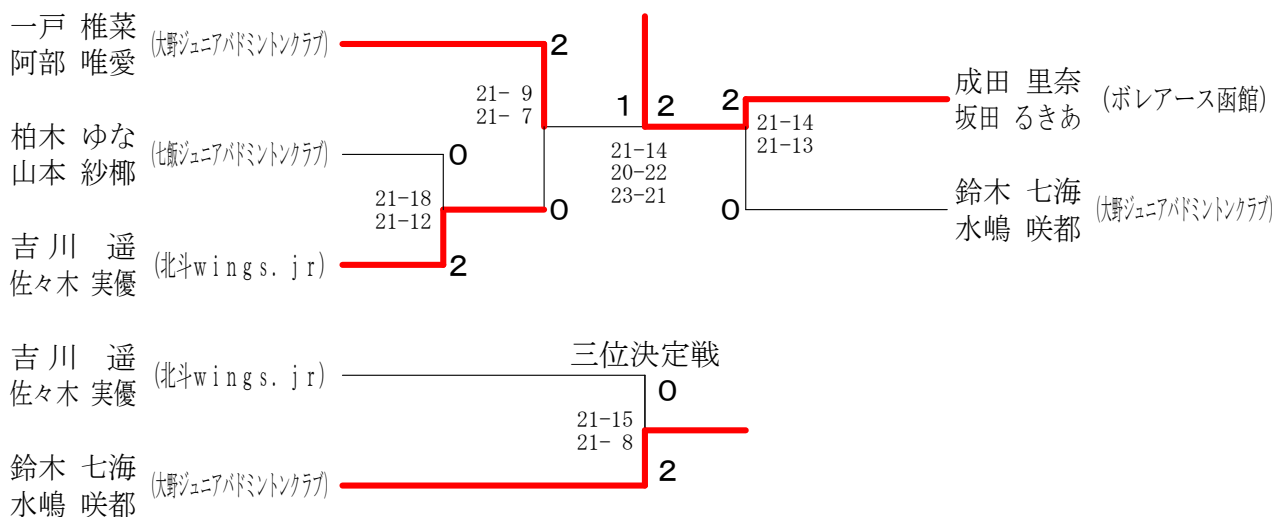 一戸 椎菜
阿部 唯愛
(大野ジュニアバドミントンクラブ)
2
21- 9
21- 7
1
2
2
21-14
20-22
23-21
成田 里奈
坂田 るきあ
(ボレアース函館)
21-14
21-13
柏木 ゆな
山本 紗椰
(七飯ジュニアバドミントンクラブ)
0
21-18
21-12
0
0
鈴木 七海
水嶋 咲都
(大野ジュニアバドミントンクラブ)
吉川 遥
佐々木 実優
(北斗wings.jr)
2
三位決定戦
吉川 遥
佐々木 実優
(北斗wings.jr)
0
21-15
21- 8
鈴木 七海
水嶋 咲都
(大野ジュニアバドミントンクラブ)
2